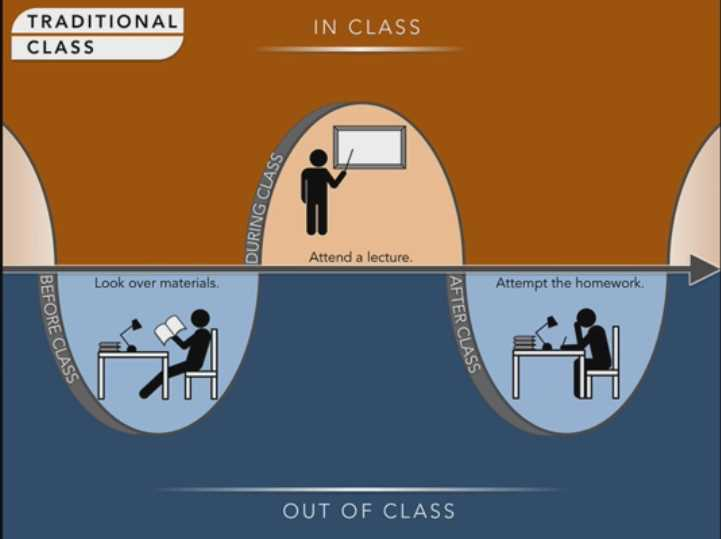 TRADITIONAL
CLASS
IN CLASS
DURING CLASS
Attend a lecture.
BEFORE CLASS
Look over materials.
AFTER CLASS
Attempt the homework.
OUT OF CLASS